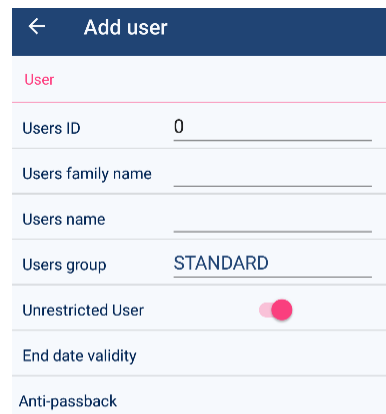 Add user
User
Users ID 0
Users family name
Users name
Users group STANDARD
Unrestricted User
End date validity
Anti-passback